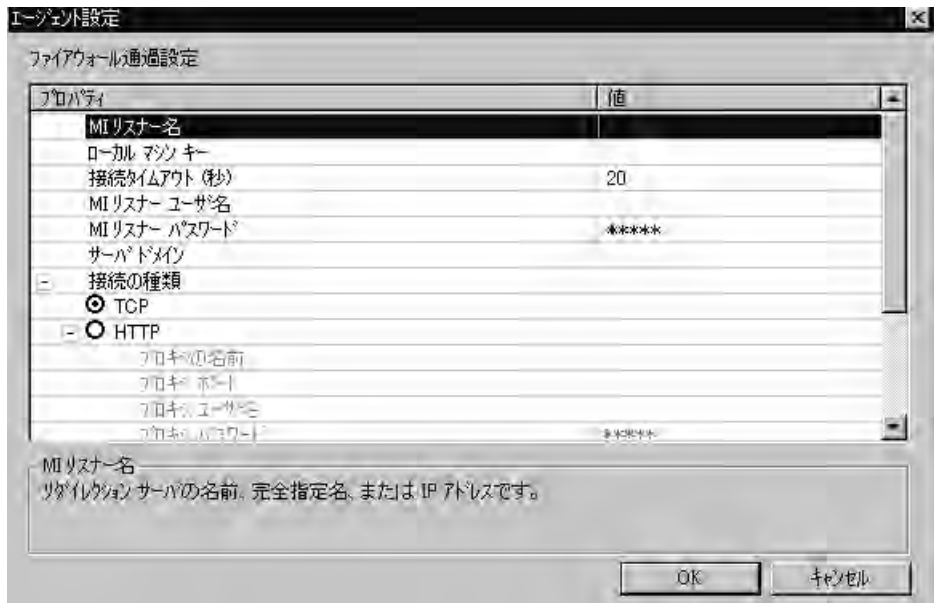 エージェント設定
ファイアウォール通過設定
プロパティ 値
MI リスナー名
ローカル マシン キー
接続タイムアウト (秒) 20
MI リスナー ユーザ名
MI リスナー パスワード *****
サーバ ドメイン
接続の種類
TCP
HTTP
プロキシの名前
プロキシ ポート
プロキシ ユーザ名
プロキシ パスワード *****
MI リスナー名
リダイレクション サーバの名前、完全指定名、または IP アドレスです。
OK キャンセル